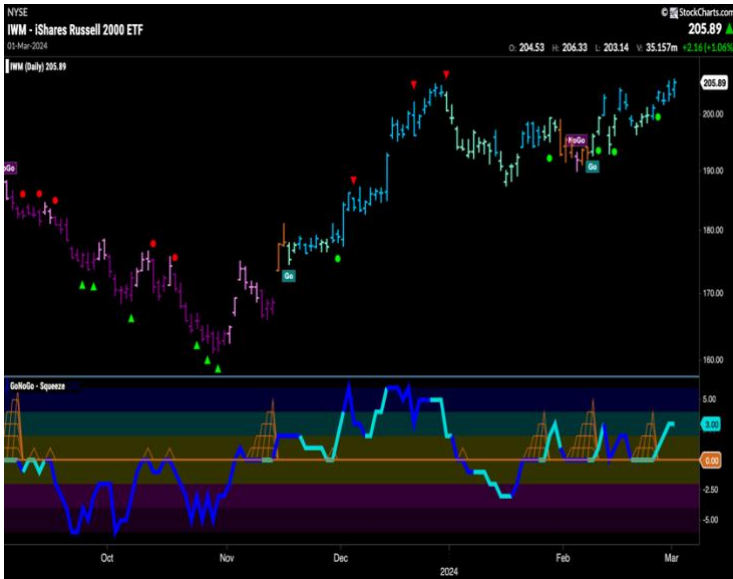 NYSE
© StockCharts.com
IWM - iShares Russell 2000 ETF
205.89
01-Mar-2024
O: 204.53 H: 206.33 L: 203.14 V: 35.157m +2.16 (+1.06%)
IWM (Daily) 205.89
205.89
200.00
NoGo
oGo
Go
190.00
180.00
Go
170.00
160.00
GoNoGo - Squeeze
5.00
3.00
0.00
-2.50
-5.00
Oct Nov Dec 2024 Feb Mar